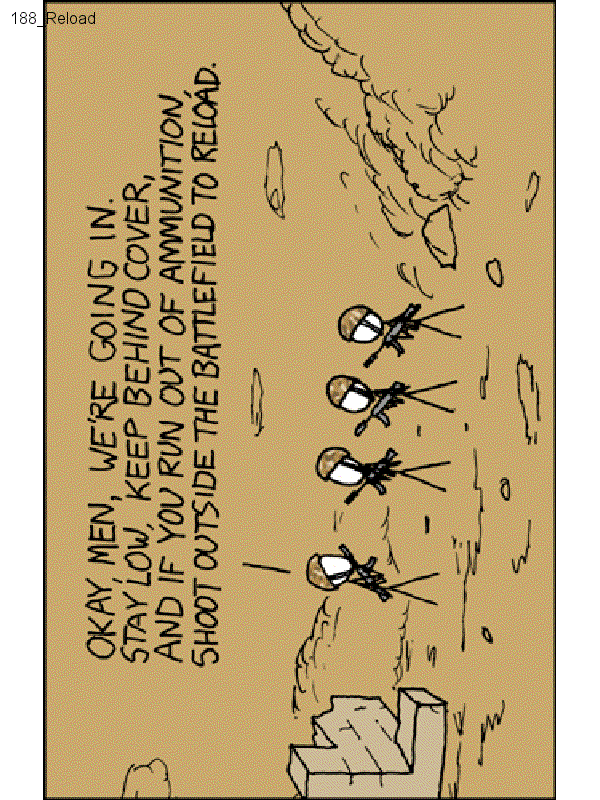 188_Reload
OKAY, MEN, WE'RE GOING IN.
STAY LOW, KEEP BEHIND COVER,
AND IF YOU RUN OUT OF AMMUNITION,
SHOOT OUTSIDE THE BATTLEFIELD TO RELOAD.